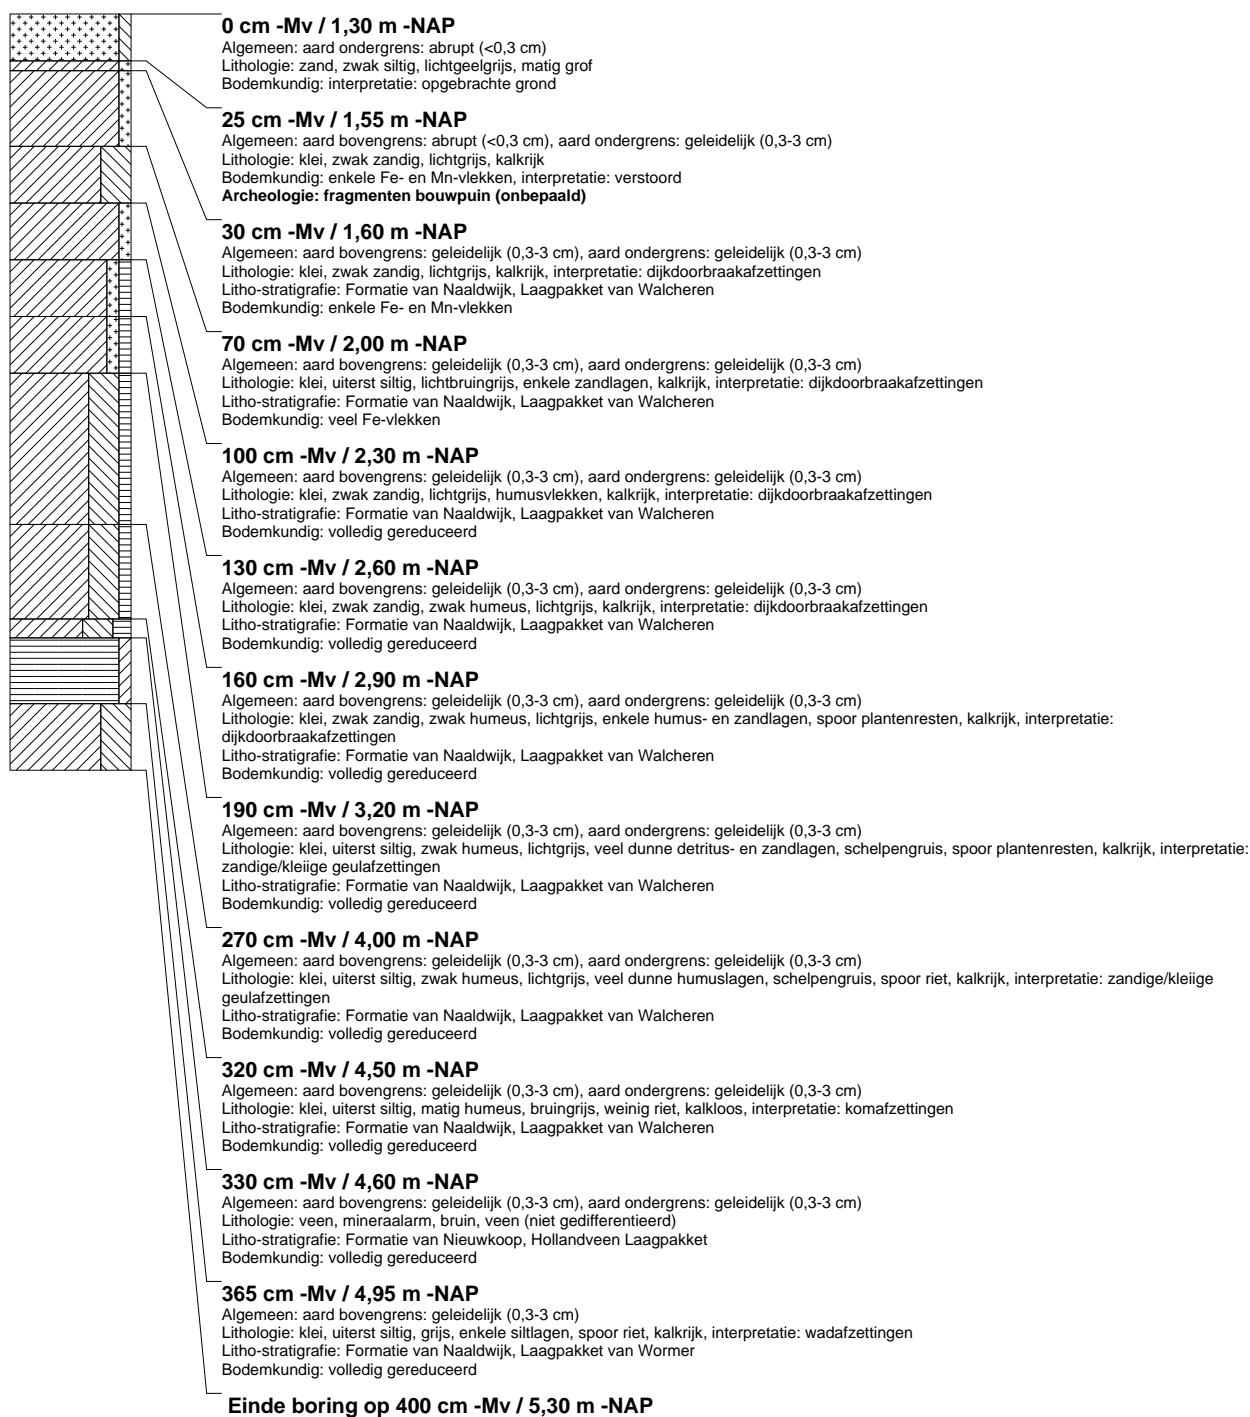 0 cm -Mv / 1,30 m -NAP
Algemeen: aard ondergrens: abrupt (<0,3 cm)
Lithologie: zand, zwak siltig, lichtgeelgrijs, matig grof
Bodemkundig: interpretatie: opgebrachte grond
25 cm -Mv / 1,55 m -NAP
Algemeen: aard bovengrens: abrupt (<0,3 cm), aard ondergrens: geleidelijk (0,3-3 cm)
Lithologie: klei, zwak zandig, lichtgrijs, kalkrijk
Bodemkundig: enkele Fe- en Mn-vlekken, interpretatie: verstoord
Archeologie: fragmenten bouwpuin (onbepaald)
30 cm -Mv / 1,60 m -NAP
Algemeen: aard bovengrens: geleidelijk (0,3-3 cm), aard ondergrens: geleidelijk (0,3-3 cm)
Lithologie: klei, zwak zandig, lichtgrijs, kalkrijk, interpretatie: dijkdoorbraakafzettingen
Litho-stratigrafie: Formatie van Naaldwijk, Laagpakket van Walcheren
Bodemkundig: enkele Fe- en Mn-vlekken
70 cm -Mv / 2,00 m -NAP
Algemeen: aard bovengrens: geleidelijk (0,3-3 cm), aard ondergrens: geleidelijk (0,3-3 cm)
Lithologie: klei, uiterst siltig, lichtbruingrijs, enkele zandlagen, kalkrijk, interpretatie: dijkdoorbraakafzettingen
Litho-stratigrafie: Formatie van Naaldwijk, Laagpakket van Walcheren
Bodemkundig: veel Fe-vlekken
100 cm -Mv / 2,30 m -NAP
Algemeen: aard bovengrens: geleidelijk (0,3-3 cm), aard ondergrens: geleidelijk (0,3-3 cm)
Lithologie: klei, zwak zandig, lichtgrijs, humusvlekken, kalkrijk, interpretatie: dijkdoorbraakafzettingen
Litho-stratigrafie: Formatie van Naaldwijk, Laagpakket van Walcheren
Bodemkundig: volledig gereduceerd
130 cm -Mv / 2,60 m -NAP
Algemeen: aard bovengrens: geleidelijk (0,3-3 cm), aard ondergrens: geleidelijk (0,3-3 cm)
Lithologie: klei, zwak zandig, zwak humeus, lichtgrijs, kalkrijk, interpretatie: dijkdoorbraakafzettingen
Litho-stratigrafie: Formatie van Naaldwijk, Laagpakket van Walcheren
Bodemkundig: volledig gereduceerd
160 cm -Mv / 2,90 m -NAP
Algemeen: aard bovengrens: geleidelijk (0,3-3 cm), aard ondergrens: geleidelijk (0,3-3 cm)
Lithologie: klei, zwak zandig, zwak humeus, lichtgrijs, enkele humus- en zandlagen, spoor plantenresten, kalkrijk, interpretatie:
dijkdoorbraakafzettingen
Litho-stratigrafie: Formatie van Naaldwijk, Laagpakket van Walcheren
Bodemkundig: volledig gereduceerd
190 cm -Mv / 3,20 m -NAP
Algemeen: aard bovengrens: geleidelijk (0,3-3 cm), aard ondergrens: geleidelijk (0,3-3 cm)
Lithologie: klei, uiterst siltig, zwak humeus, lichtgrijs, veel dunne detritus- en zandlagen, schelpengruis, spoor plantenresten, kalkrijk, interpretatie:
zandige/kleiige geulafzettingen
Litho-stratigrafie: Formatie van Naaldwijk, Laagpakket van Walcheren
Bodemkundig: volledig gereduceerd
270 cm -Mv / 4,00 m -NAP
Algemeen: aard bovengrens: geleidelijk (0,3-3 cm), aard ondergrens: geleidelijk (0,3-3 cm)
Lithologie: klei, uiterst siltig, zwak humeus, lichtgrijs, veel dunne humuslagen, schelpengruis, spoor riet, kalkrijk, interpretatie: zandige/kleiige
geulafzettingen
Litho-stratigrafie: Formatie van Naaldwijk, Laagpakket van Walcheren
Bodemkundig: volledig gereduceerd
320 cm -Mv / 4,50 m -NAP
Algemeen: aard bovengrens: geleidelijk (0,3-3 cm), aard ondergrens: geleidelijk (0,3-3 cm)
Lithologie: klei, uiterst siltig, matig humeus, bruingrijs, weinig riet, kalkloos, interpretatie: komafzettingen
Litho-stratigrafie: Formatie van Naaldwijk, Laagpakket van Walcheren
Bodemkundig: volledig gereduceerd
330 cm -Mv / 4,60 m -NAP
Algemeen: aard bovengrens: geleidelijk (0,3-3 cm), aard ondergrens: geleidelijk (0,3-3 cm)
Lithologie: veen, mineraalarm, bruin, veen (niet gedifferentieerd)
Litho-stratigrafie: Formatie van Nieuwkoop, Hollandveen Laagpakket
Bodemkundig: volledig gereduceerd
365 cm -Mv / 4,95 m -NAP
Algemeen: aard bovengrens: geleidelijk (0,3-3 cm)
Lithologie: klei, uiterst siltig, grijs, enkele siltlagen, spoor riet, kalkrijk, interpretatie: wadafzettingen
Litho-stratigrafie: Formatie van Naaldwijk, Laagpakket van Wormer
Bodemkundig: volledig gereduceerd
Einde boring op 400 cm -Mv / 5,30 m -NAP